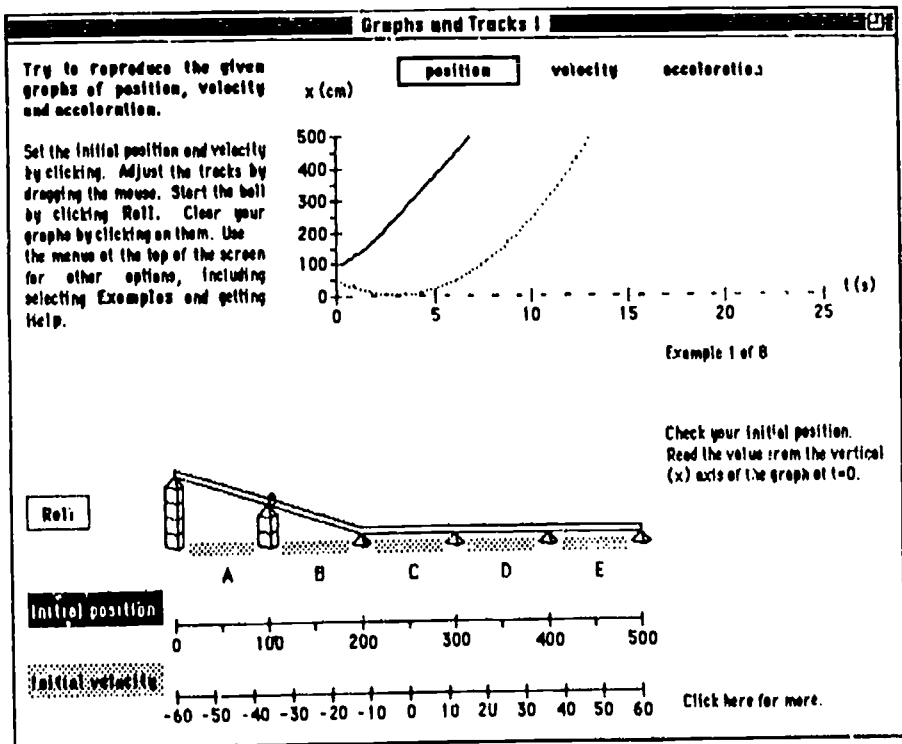 Graphs and Tracks I
Try to reproduce the given
graphs of position, velocity
and acceleration.
Set the initial position and velocity
by clicking. Adjust the tracks by
dragging the mouse. Start the ball
by clicking Roll. Clear your
graphs by clicking on them. Use
the menus at the top of the screen
for other options, including
selecting Examples and getting
Help.
position velocity acceleration
x (cm)
500
400
300
200
100
0
0 5 10 15 20 25
t (s)
Example 1 of 8
Check your initial position.
Read the value from the vertical
(x) axis of the graph at t=0.
Roll
A B C D E
Initial position
0 100 200 300 400 500
Initial velocity
-60 -50 -40 -30 -20 -10 0 10 20 30 40 50 60
Click here for more.